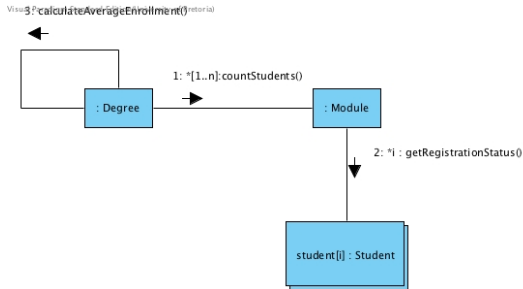 3: calculateAverageEnrollment()
1: *[1..n]:countStudents()
: Degree
: Module
2: *i : getRegistrationStatus()
student[i] : Student